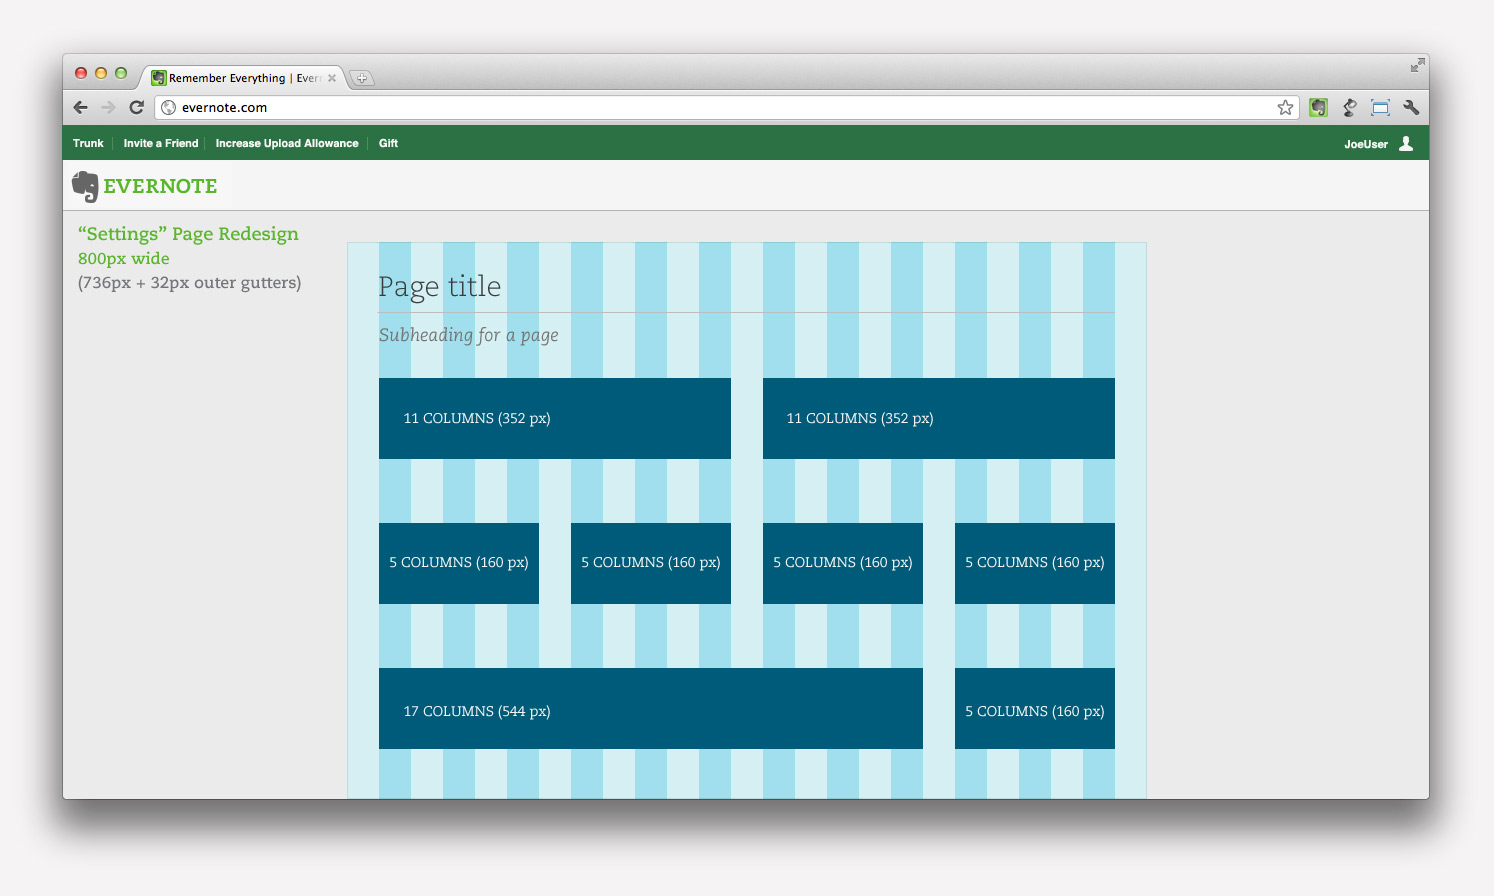 Remember Everything | Ever
evernote.com
Trunk
Invite a Friend
Increase Upload Allowance
Gift
JoeUser
EVERNOTE
“Settings” Page Redesign
800px wide
(736px + 32px outer gutters)
Page title
Subheading for a page
11 COLUMNS (352 px)
11 COLUMNS (352 px)
5 COLUMNS (160 px)
5 COLUMNS (160 px)
5 COLUMNS (160 px)
5 COLUMNS (160 px)
17 COLUMNS (544 px)
5 COLUMNS (160 px)